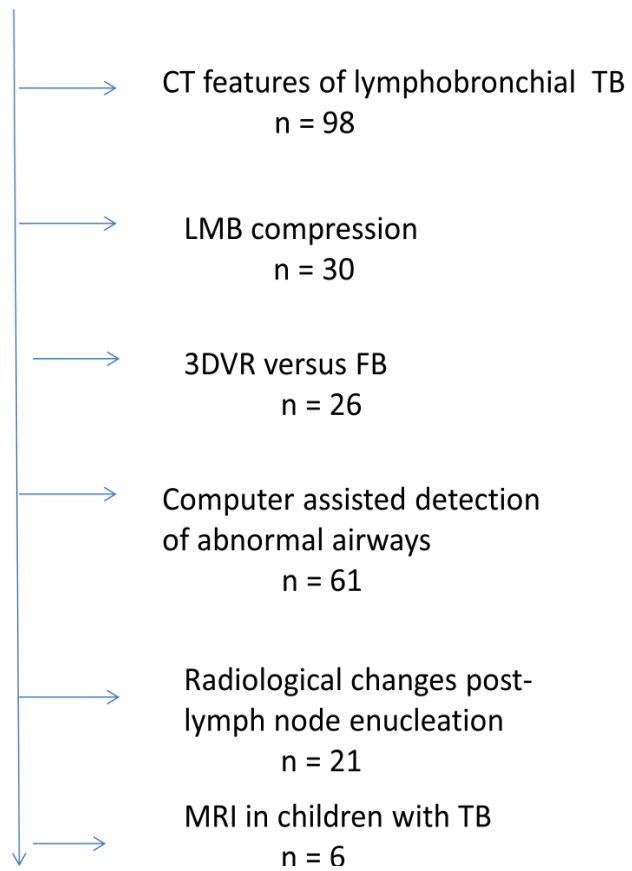 CT features of lymphobronchial TB
n = 98
LMB compression
n = 30
3DVR versus FB
n = 26
Computer assisted detection
of abnormal airways
n = 61
Radiological changes post-
lymph node enucleation
n = 21
MRI in children with TB
n = 6